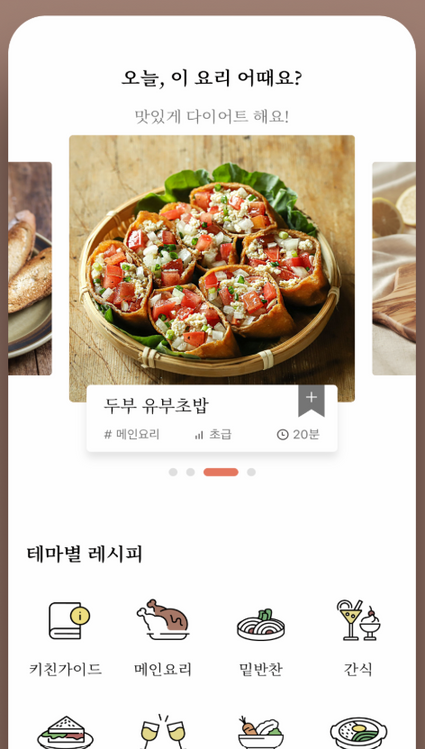 오늘, 이 요리 어때요?
맛있게 다이어트 해요!
두부 유부초밥
# 메인요리 초급 20분
테마별 레시피
키친가이드 메인요리 밑반찬 간식